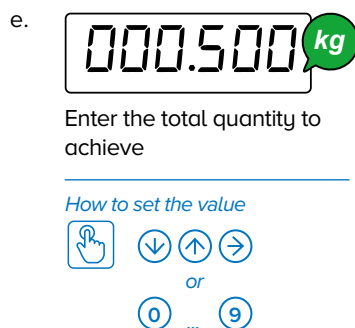 e.
000.500 kg
Enter the total quantity to
achieve
How to set the value
or
0 ... 9